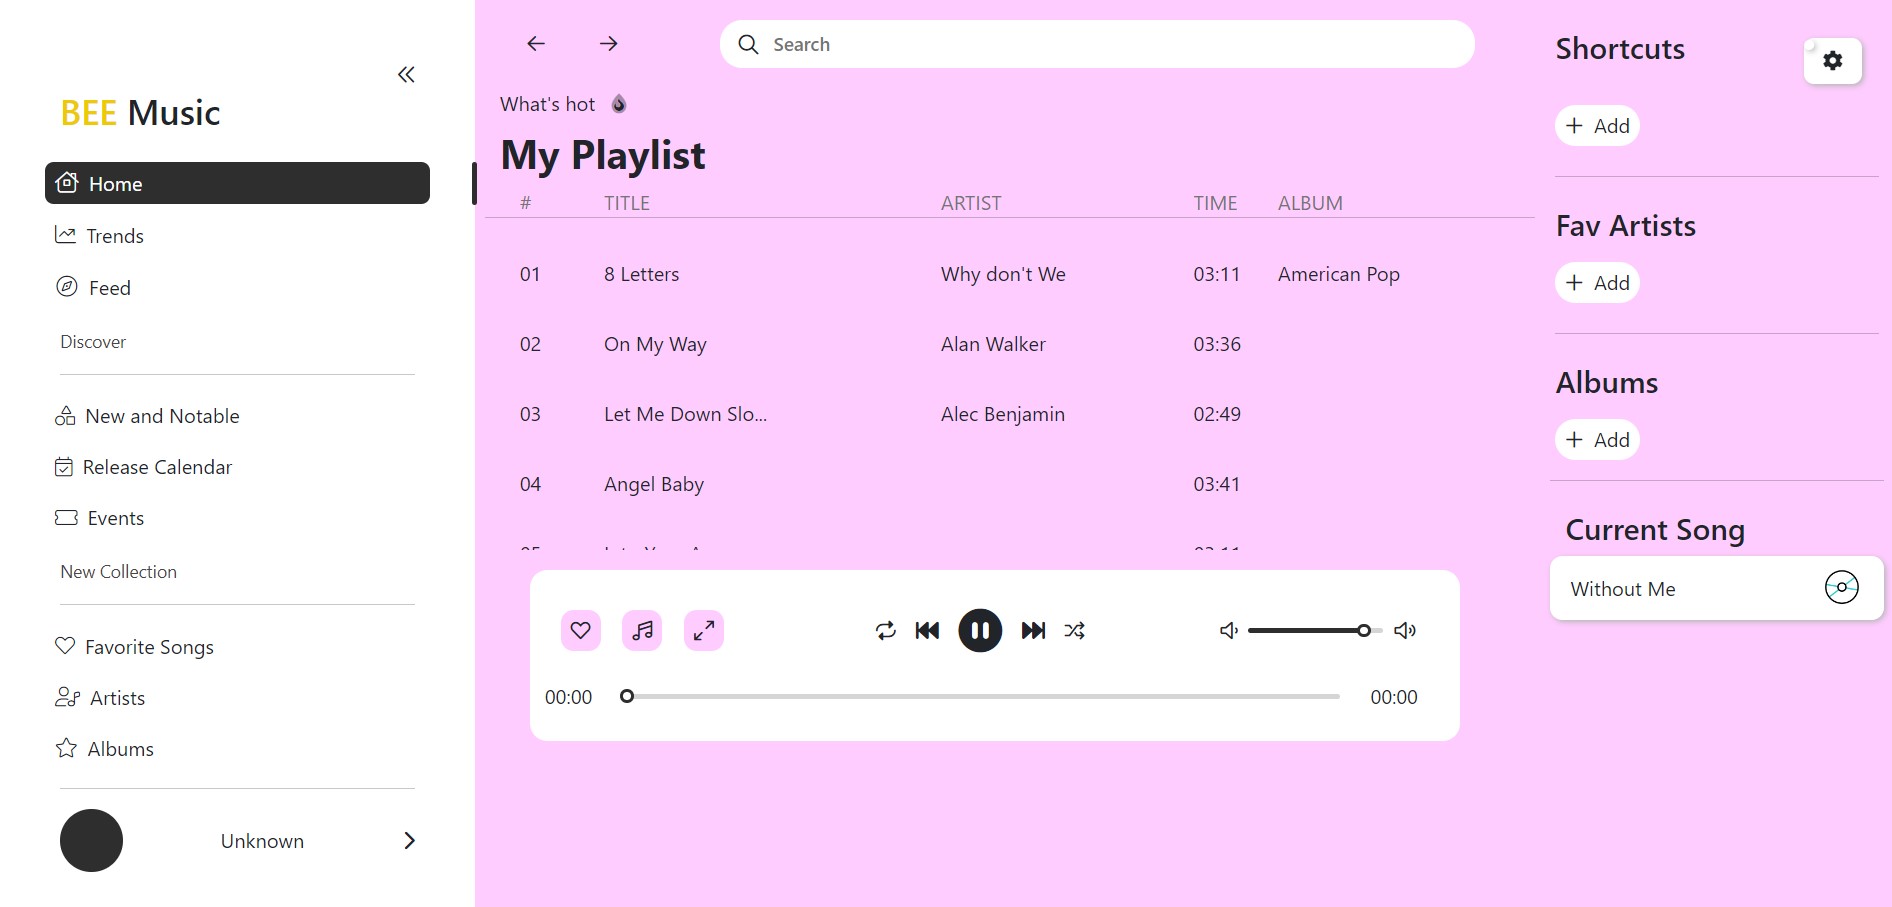 BEE Music
Home
Trends
Feed
Discover
New and Notable
Release Calendar
Events
New Collection
Favorite Songs
Artists
Albums
Unknown
Search
What's hot
My Playlist
# TITLE ARTIST TIME ALBUM
01 8 Letters Why don't We 03:11 American Pop
02 On My Way Alan Walker 03:36
03 Let Me Down Slo... Alec Benjamin 02:49
04 Angel Baby 03:41
00:00 00:00
Shortcuts
Add
Fav Artists
Add
Albums
Add
Current Song
Without Me